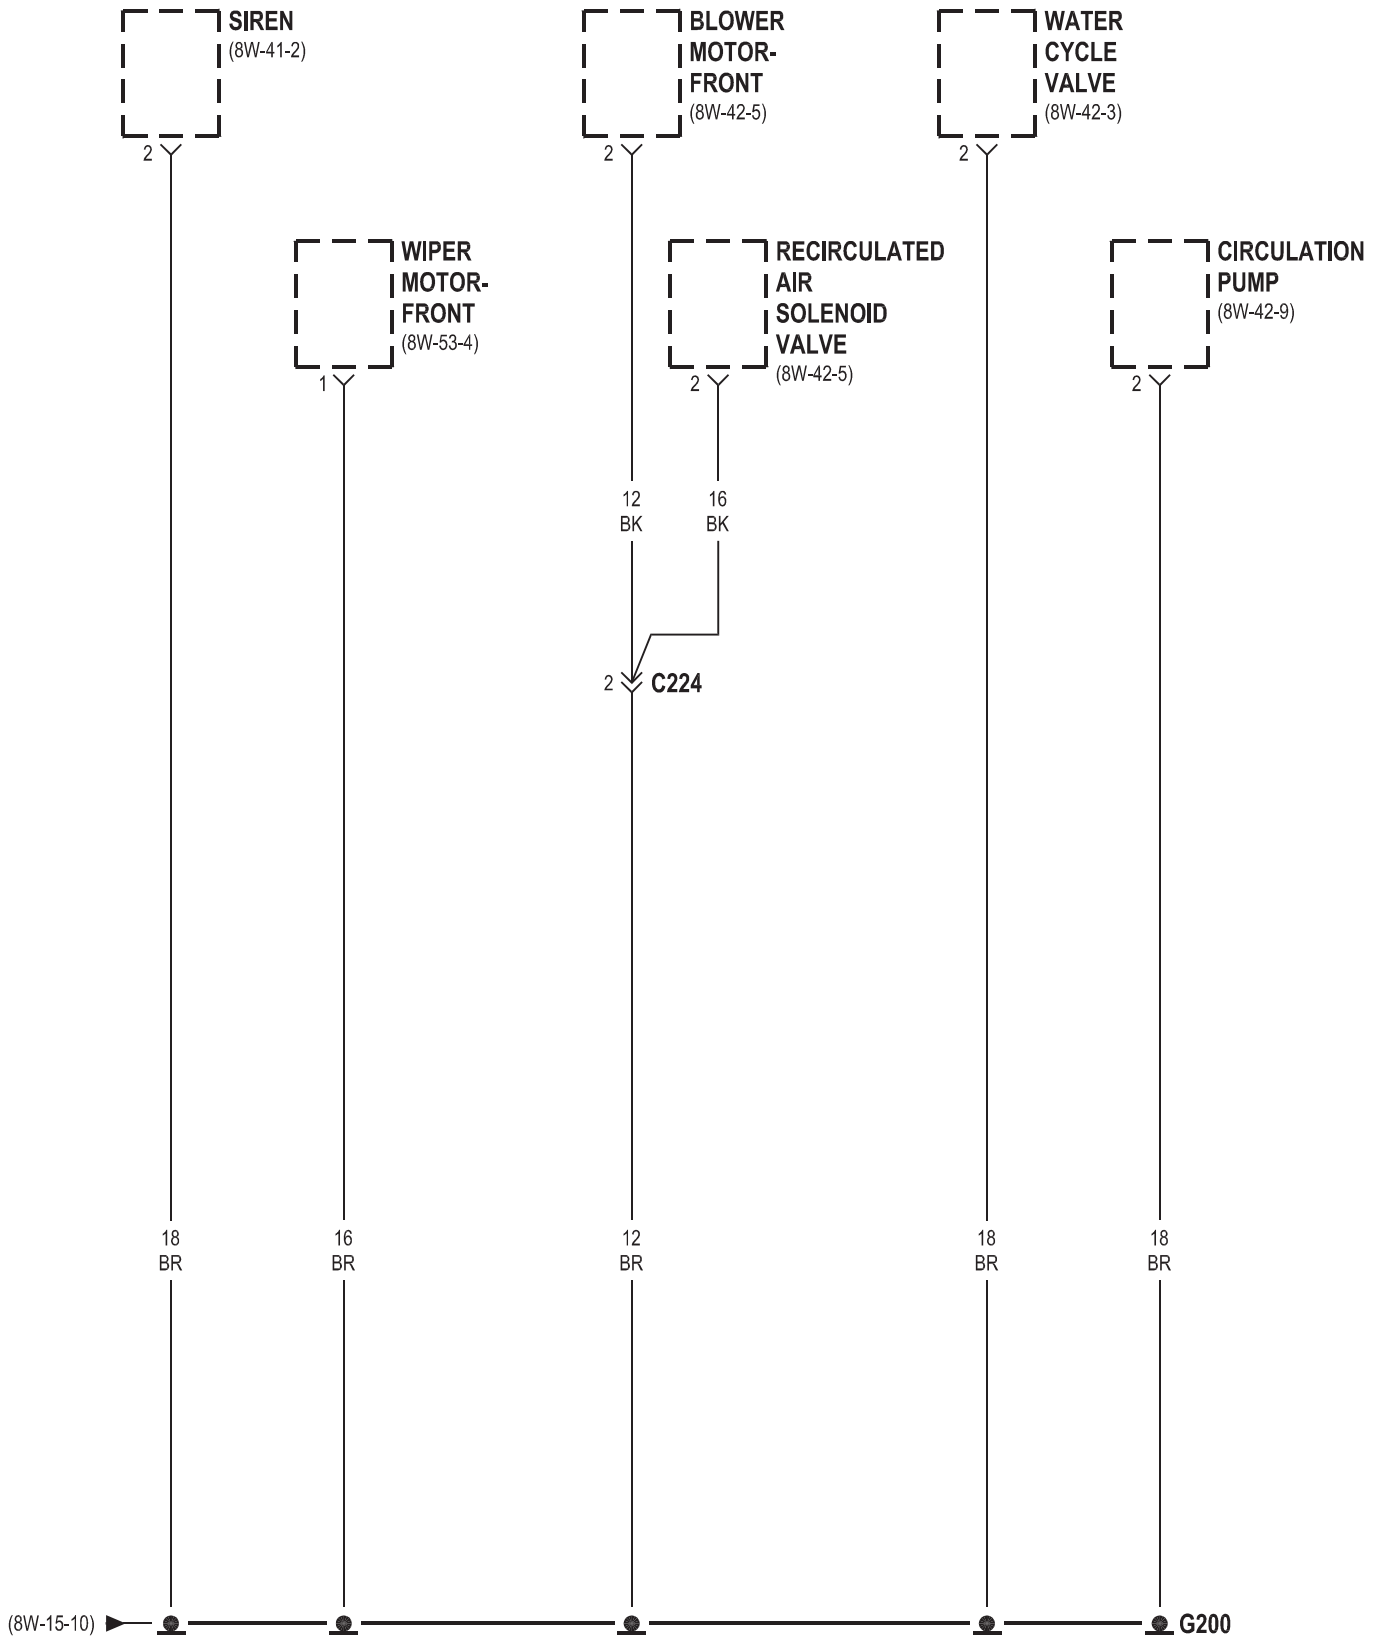 SIREN
(8W-41-2)
2
BLOWER
MOTOR-
FRONT
(8W-42-5)
2
WATER
CYCLE
VALVE
(8W-42-3)
2
WIPER
MOTOR-
FRONT
(8W-53-4)
1
RECIRCULATED
AIR
SOLENOID
VALVE
(8W-42-5)
2
CIRCULATION
PUMP
(8W-42-9)
2
12
BK
16
BK
2
C224
18
BR
16
BR
12
BR
18
BR
18
BR
(8W-15-10)
G200